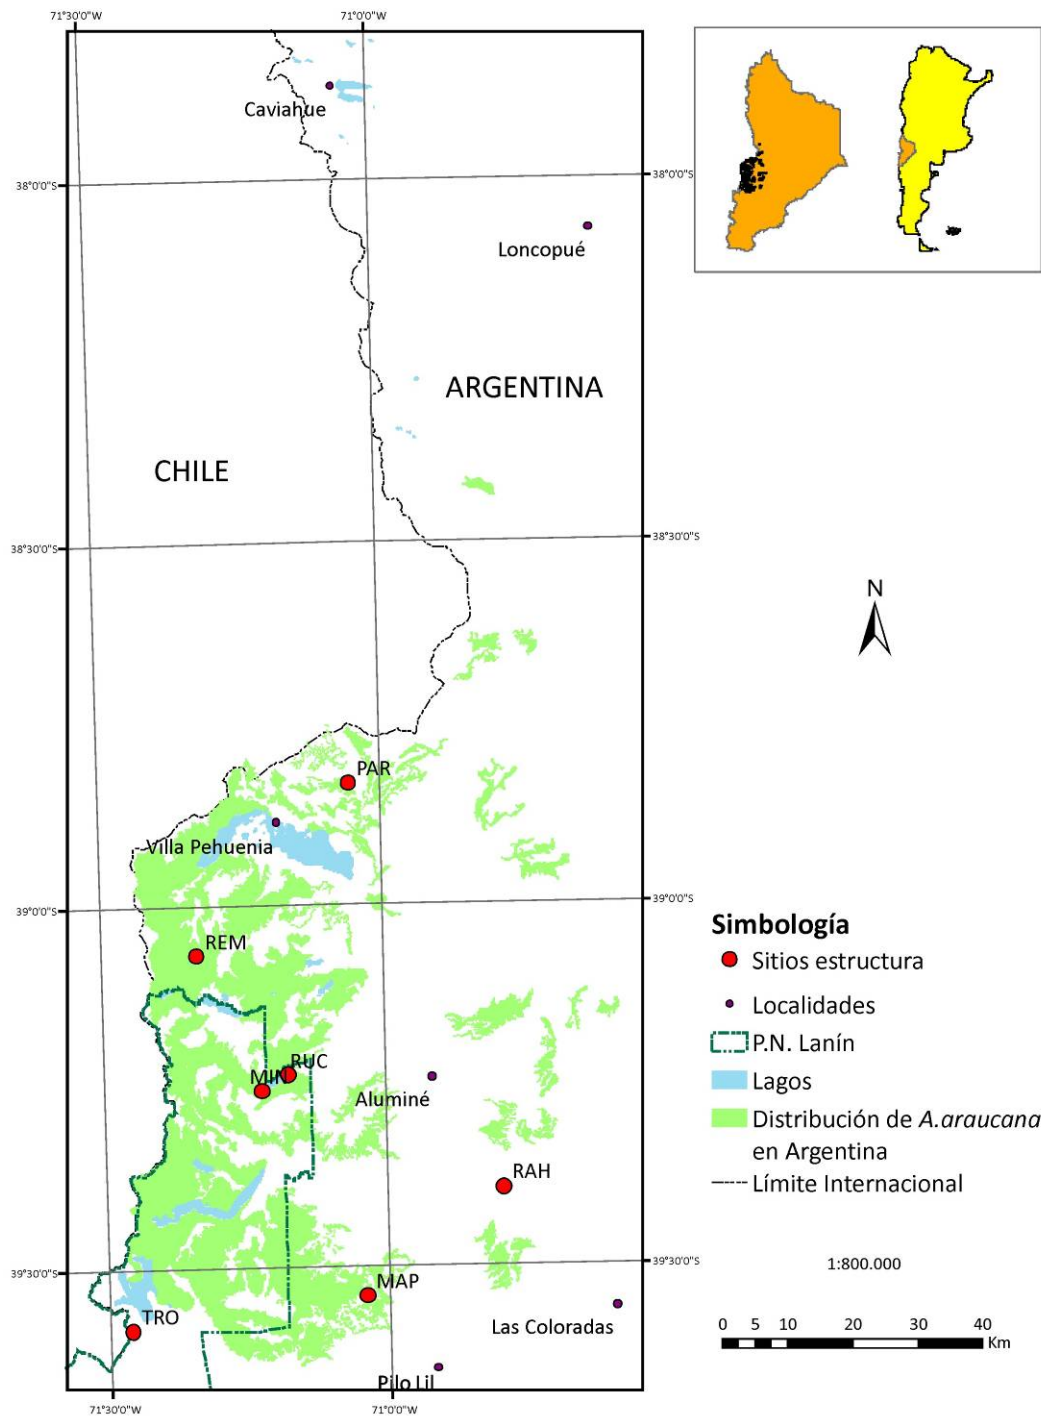 71°30'0"W
71°0'0"W
Caviahue
38°0'0"S
38°0'0"S
Loncopué
ARGENTINA
CHILE
38°30'0"S
38°30'0"S
N
PAR
Villa Pehuenia
39°0'0"S
39°0'0"S
REM
RUC
MIN
Aluminé
RAH
39°30'0"S
39°30'0"S
MAP
TRO
Las Coloradas
Pilo Lil
71°30'0"W
71°0'0"W
Simbología
Sitios estructura
Localidades
P.N. Lanín
Lagos
Distribución de A.araucana
en Argentina
Límite Internacional
1:800.000
0 5 10 20 30 40
Km